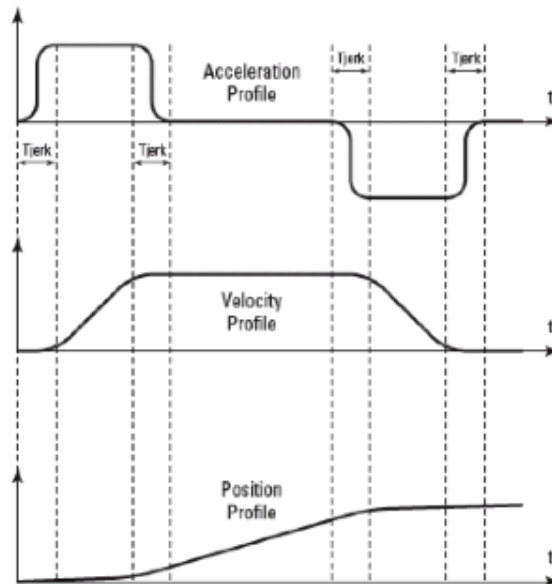 Tjerk
Tjerk
Acceleration
Profile
t
Tjerk
Tjerk
Velocity
Profile
t
Position
Profile
t